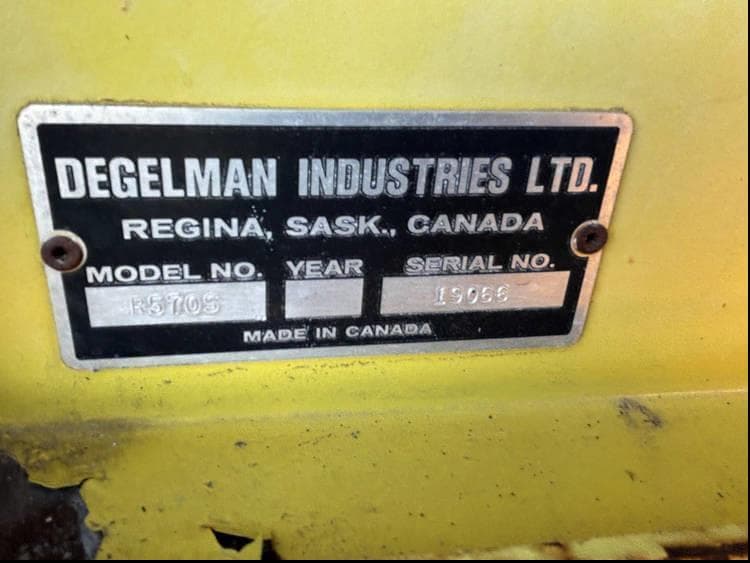 DEGELMAN INDUSTRIES LTD.
REGINA, SASK., CANADA
MODEL NO. YEAR SERIAL NO.
R570S 19066
MADE IN CANADA